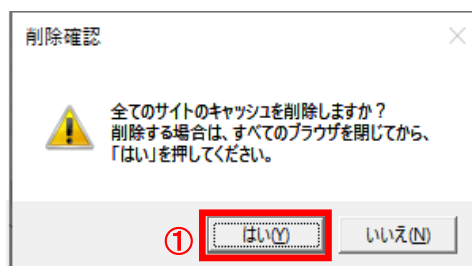 削除確認
全てのサイトのキャッシュを削除しますか？
削除する場合は、すべてのブラウザを閉じてから、
「はい」を押してください。
① はい(Y) いいえ(N)